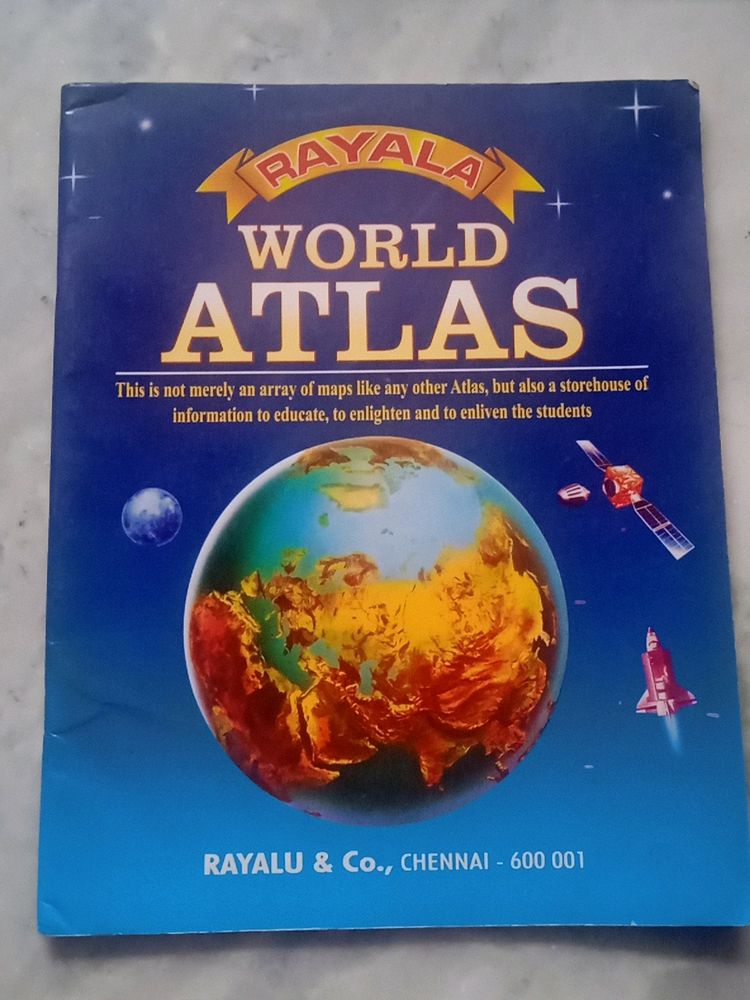 RAYALA
WORLD
ATLAS
This is not merely an array of maps like any other Atlas, but also a storehouse of
information to educate, to enlighten and to enliven the students
RAYALU & Co., CHENNAI - 600 001